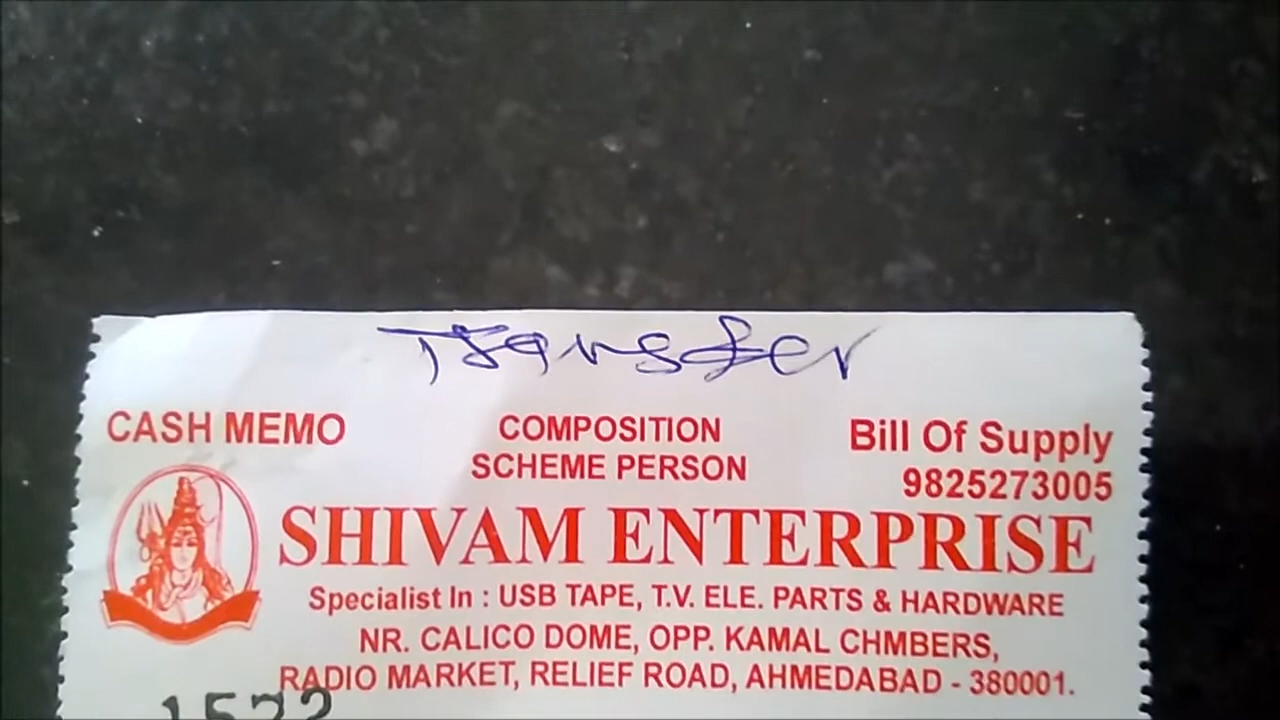 Transfer
CASH MEMO
COMPOSITION
SCHEME PERSON
Bill Of Supply
9825273005
SHIVAM ENTERPRISE
Specialist In : USB TAPE, T.V. ELE. PARTS & HARDWARE
NR. CALICO DOME, OPP. KAMAL CHMBERS,
RADIO MARKET, RELIEF ROAD, AHMEDABAD - 380001.